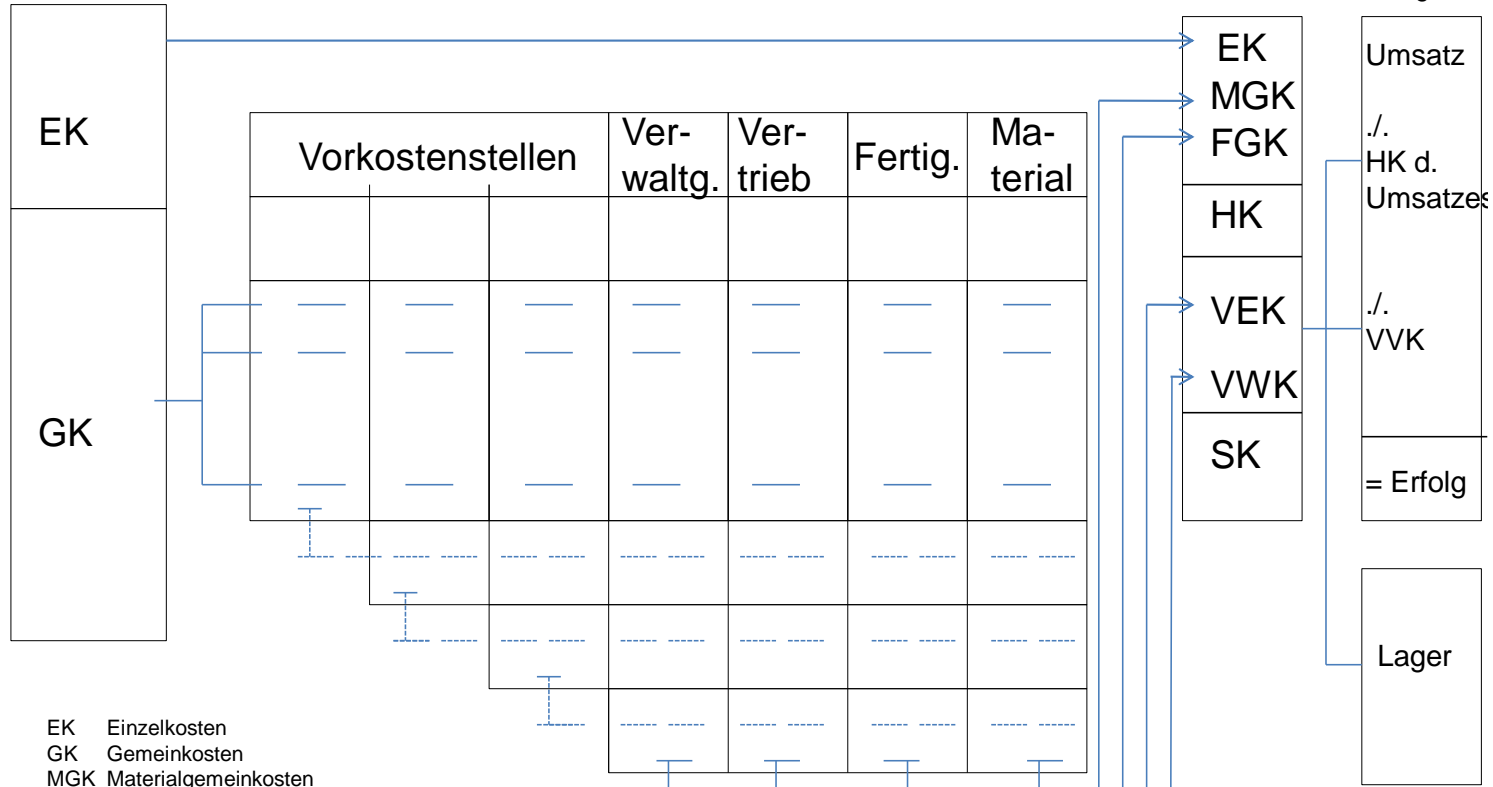 EK
GK
Vorkostenstellen
Ver-
waltg.
Ver-
trieb
Fertig.
Ma-
terial
EK
MGK
FGK
HK
VEK
VWK
SK
Umsatz
./.
HK d.
Umsatzes
./.
VVK
= Erfolg
Lager
EK Einzelkosten
GK Gemeinkosten
MGK Materialgemeinkosten